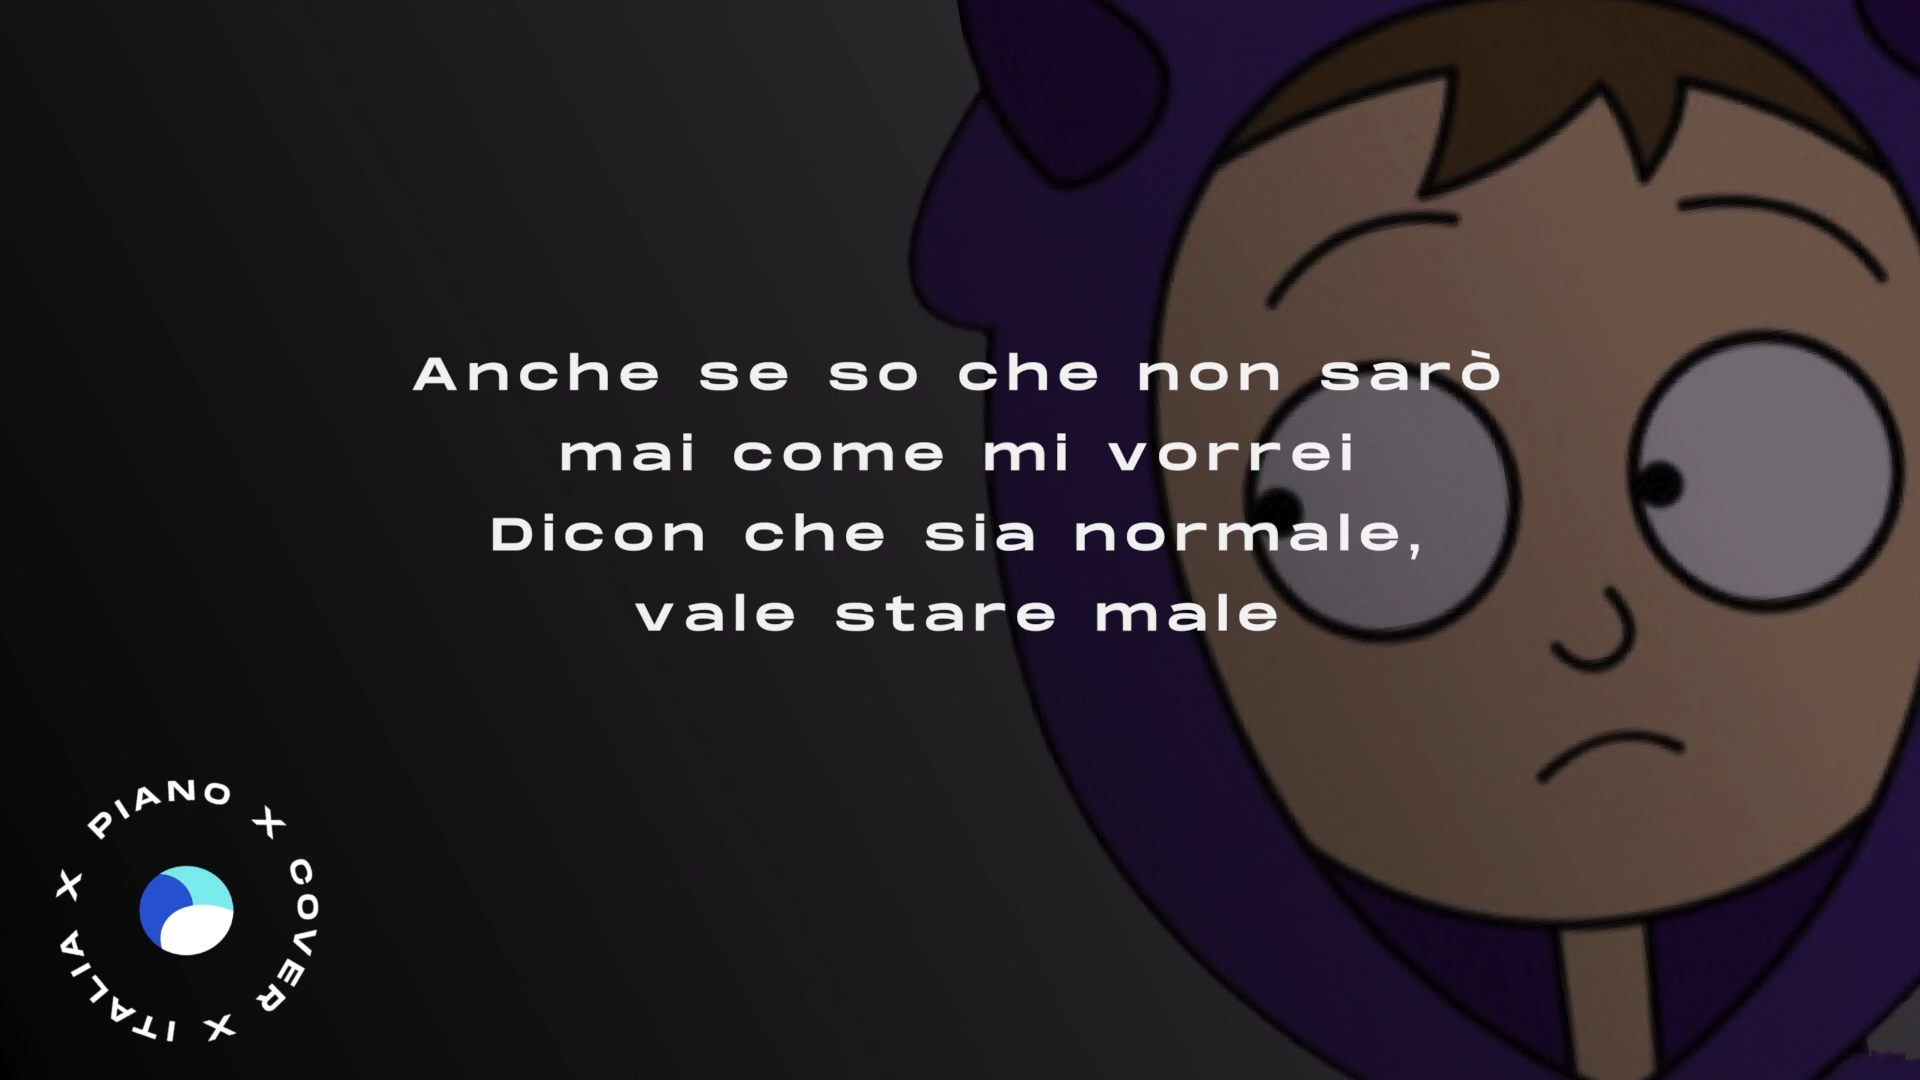 Anche se so che non sarò
mai come mi vorrei
Dicon che sia normale,
vale stare male
PIANO X COVER X ITALIA X